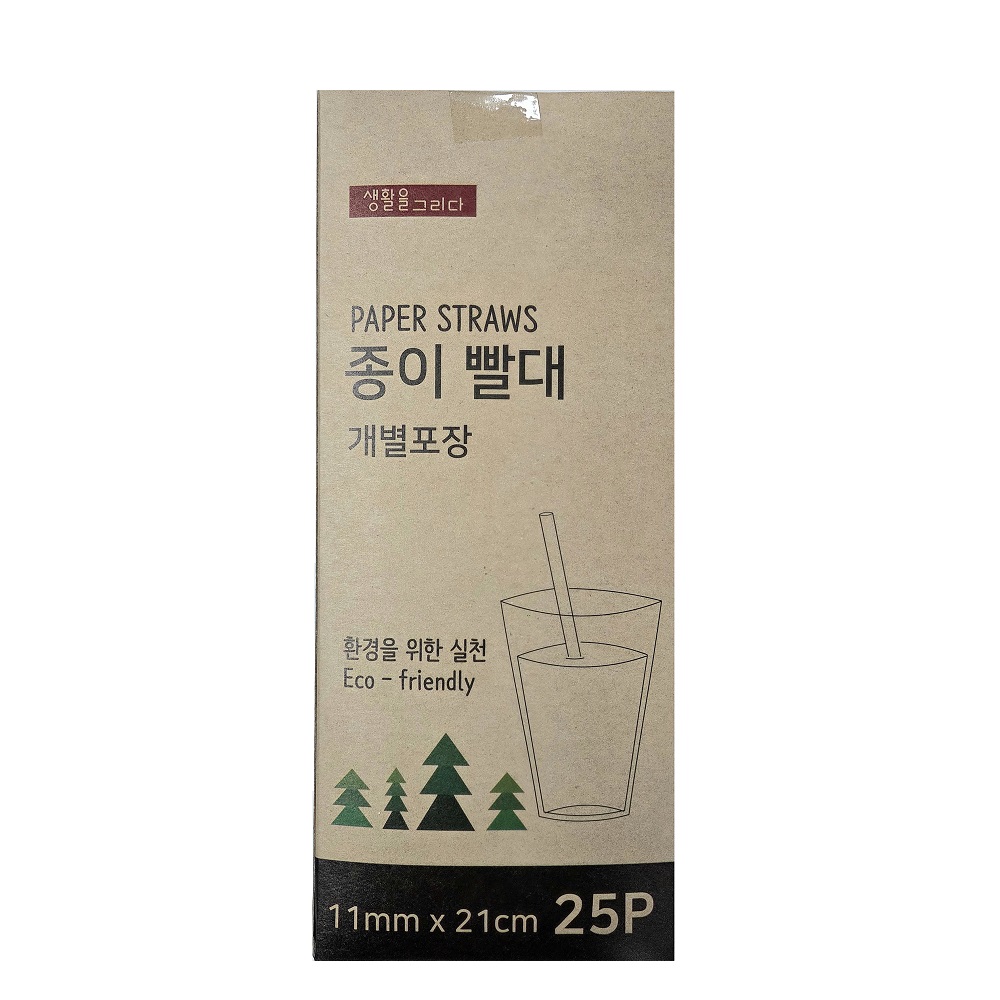 생활을그리다
PAPER STRAWS
종이 빨대
개별포장
환경을 위한 실천
Eco - friendly
11mm x 21cm 25P